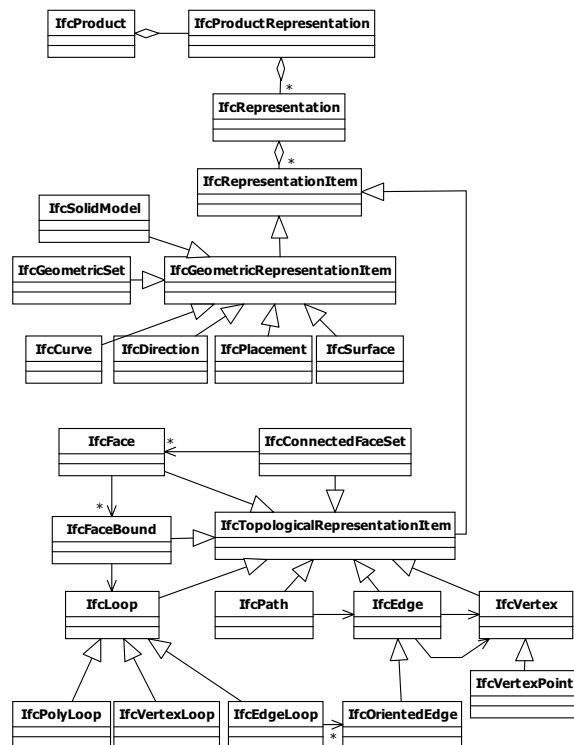 IfcProduct
IfcProductRepresentation
*
IfcRepresentation
*
IfcRepresentationItem
IfcSolidModel
IfcGeometricSet
IfcGeometricRepresentationItem
IfcCurve
IfcDirection
IfcPlacement
IfcSurface
IfcFace
*
IfcConnectedFaceSet
*
IfcFaceBound
IfcTopologicalRepresentationItem
IfcLoop
IfcPath
IfcEdge
IfcVertex
IfcVertexPoint
IfcPolyLoop
IfcVertexLoop
IfcEdgeLoop
*
IfcOrientedEdge